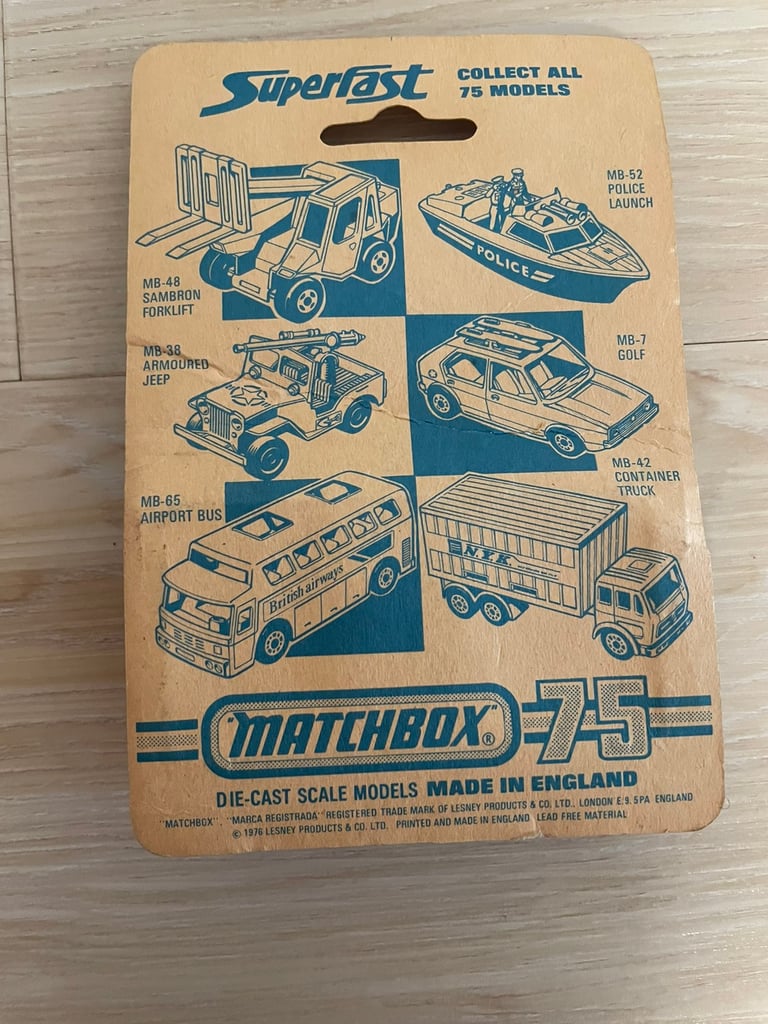 Superfast COLLECT ALL
75 MODELS
MB-52
POLICE
LAUNCH
POLICE
MB-48
SAMBRON
FORKLIFT
MB-38
ARMOURED
JEEP
MB-7
GOLF
MB-42
CONTAINER
TRUCK
MB-65
AIRPORT BUS
N.Y.K.
British airways
"MATCHBOX"® 75
DIE-CAST SCALE MODELS MADE IN ENGLAND
"MATCHBOX", "MARCA REGISTRADA" REGISTERED TRADE MARK OF LESNEY PRODUCTS & CO. LTD. LONDON E.9. 5PA ENGLAND
© 1976 LESNEY PRODUCTS & CO. LTD. PRINTED AND MADE IN ENGLAND LEAD FREE MATERIAL